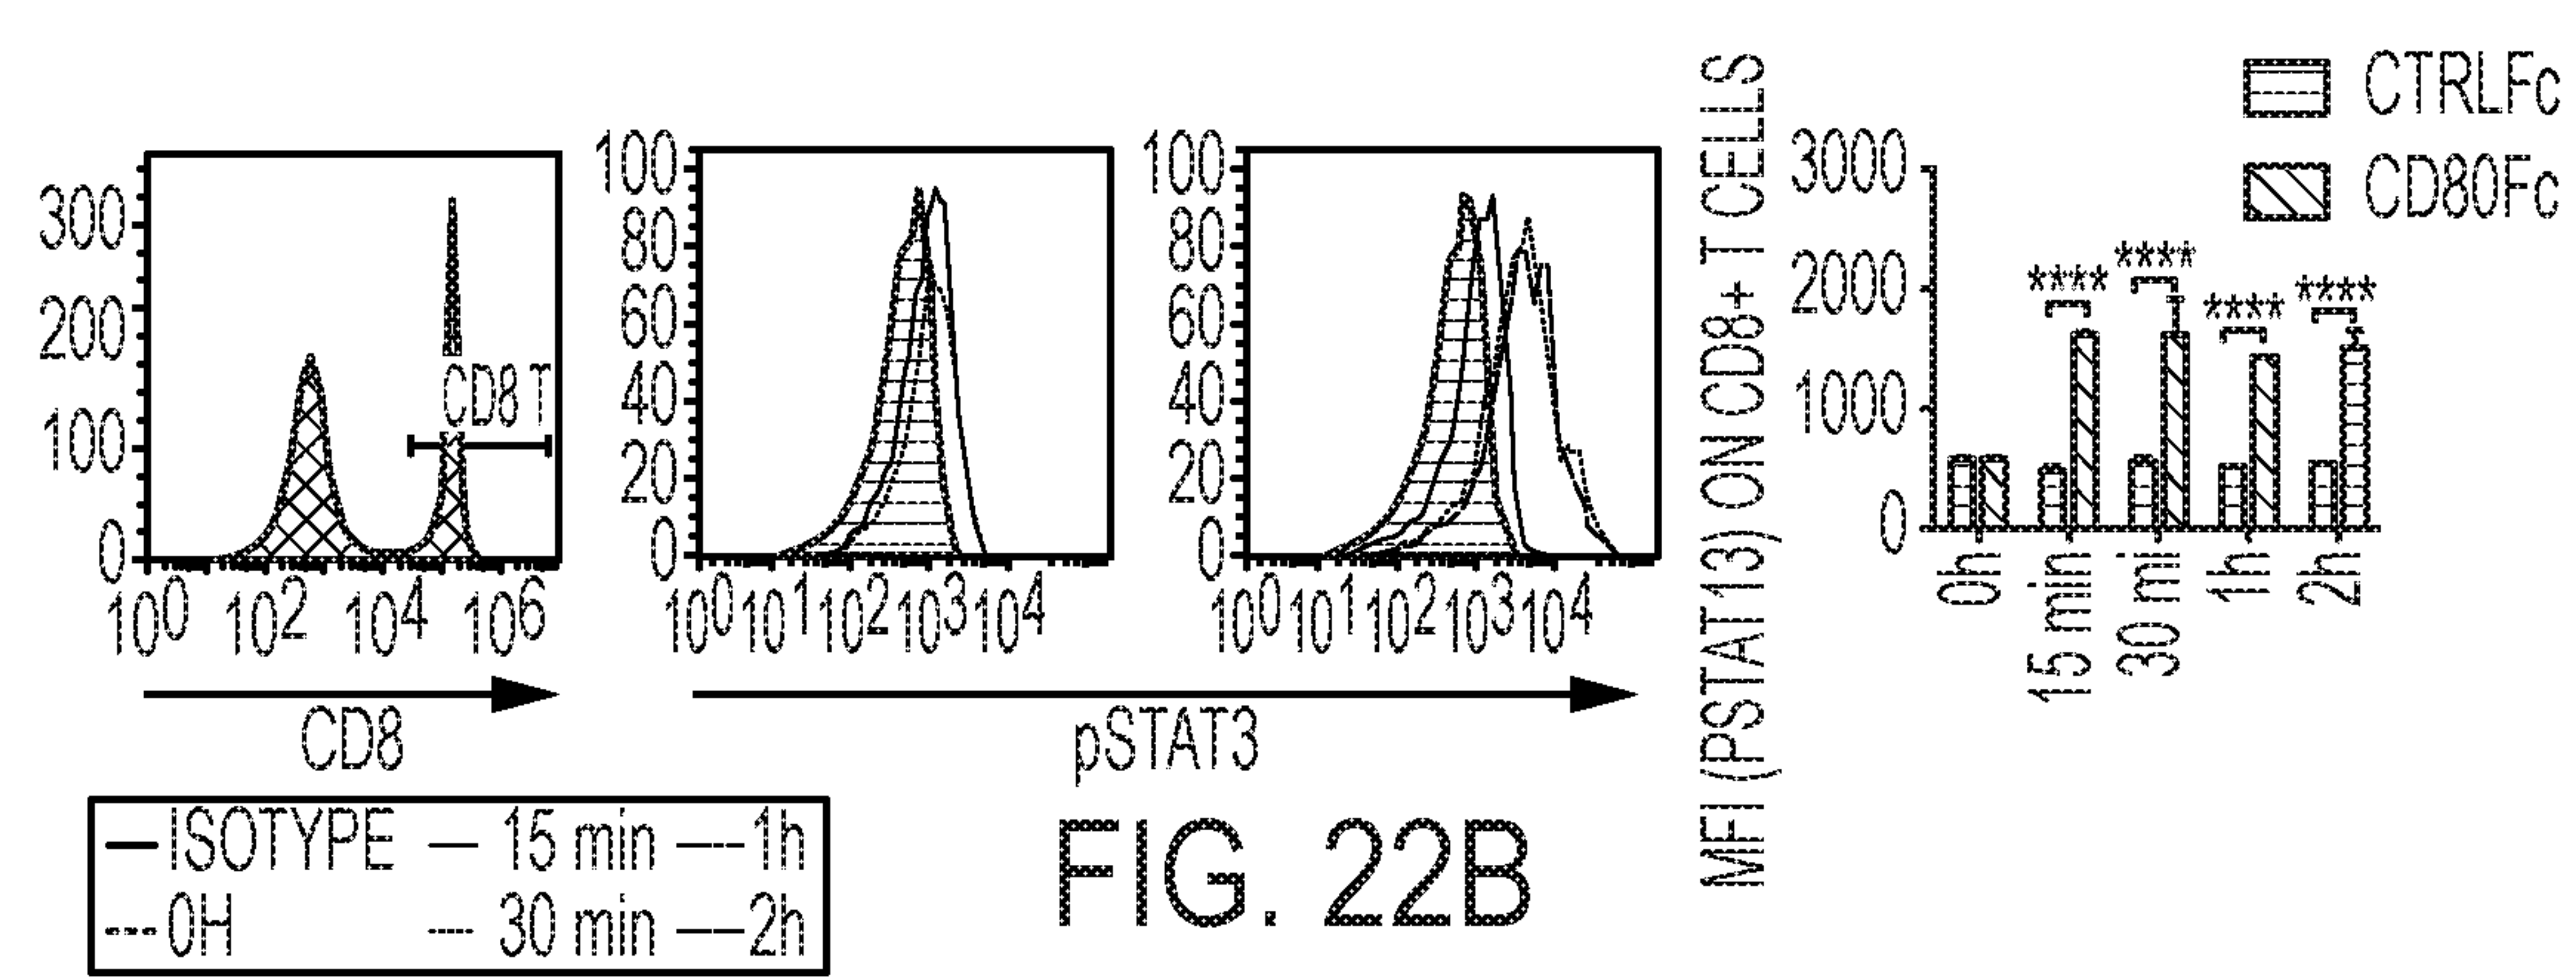 300
200
100
0
CD8 T
10^0 10^2 10^4 10^6
CD8
100
80
60
40
20
0
10^0 10^1 10^2 10^3 10^4
100
80
60
40
20
0
10^0 10^1 10^2 10^3 10^4
pSTAT3
MFI (PSTAT13) ON CD8+ T CELLS
3000
2000
1000
0
**** **** **** ****
0h 15 min 30 mi 1h 2h
CTRLFc
CD80Fc
ISOTYPE 15 min 1h
0H 30 min 2h
FIG. 22B